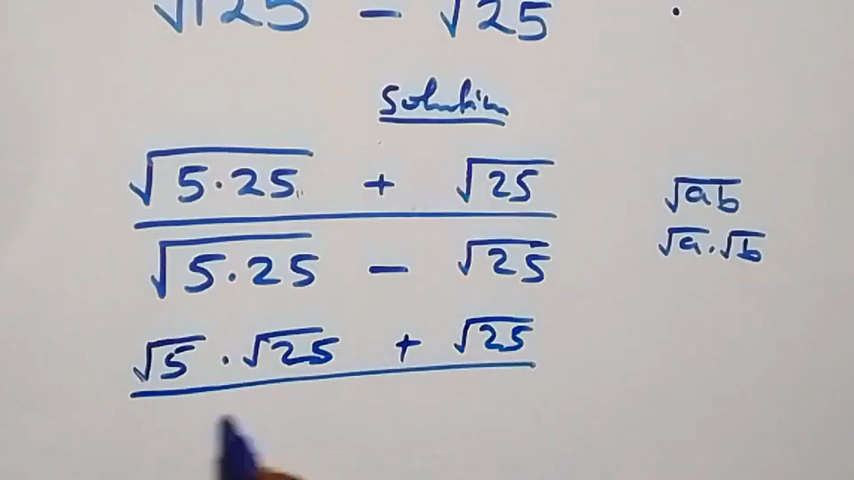 √125 - √25
Solution
√5·25 + √25
√5·25 - √25
√ab
√a·√b
√5 · √25 + √25